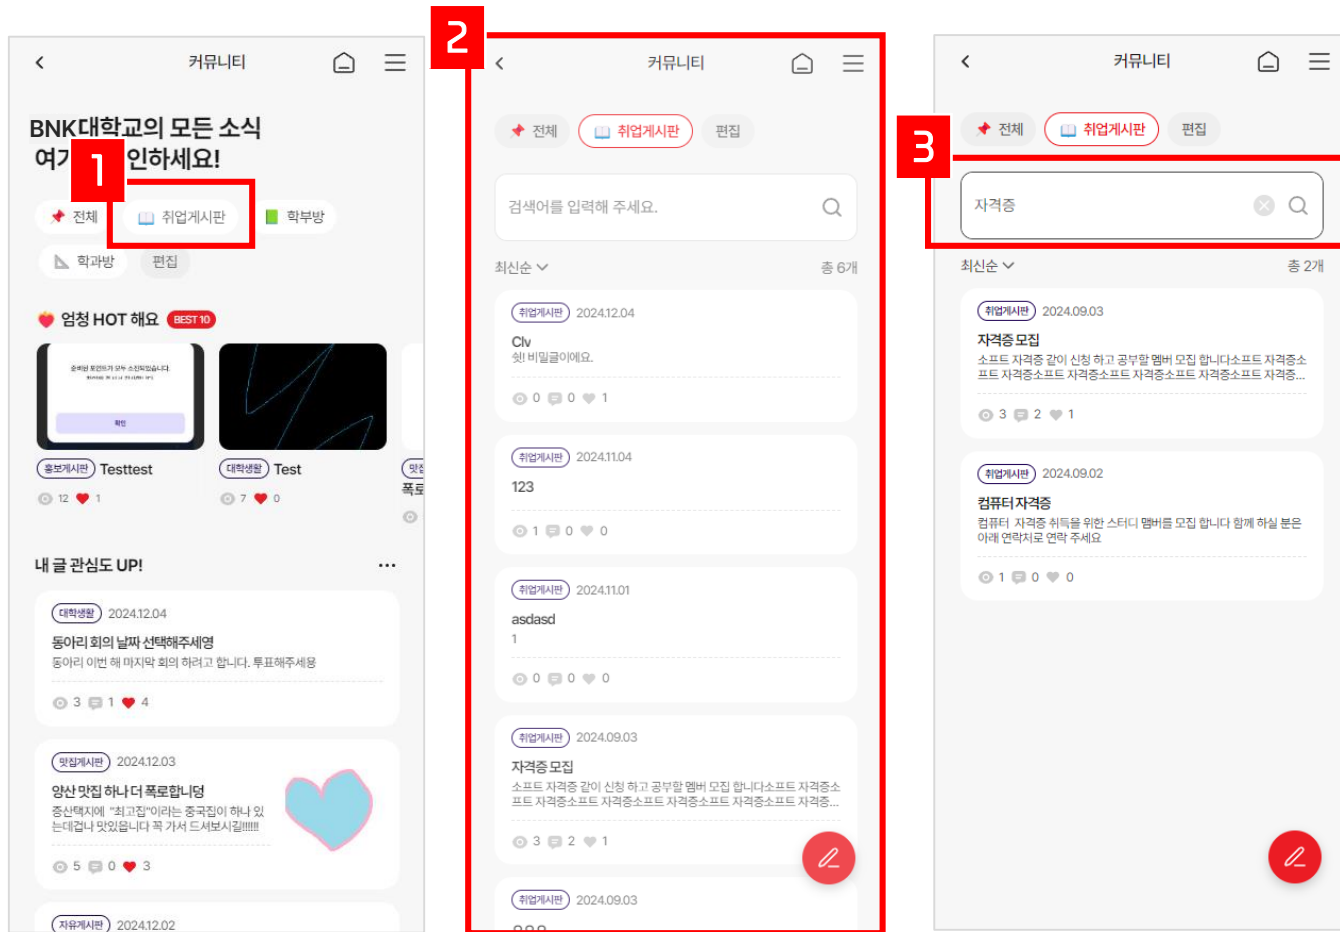 커뮤니티
BNK대학교의 모든 소식
여기 인하세요!
1
전체
취업게시판
학부방
학과방
편집
엄청 HOT 해요 BEST 10
확인
홍보게시판 Testtest
12 1
대학생활 Test
7 0
폭로
내 글 관심도 UP!
대학생활 2024.12.04
동아리 회의 날짜 선택해주세영
동아리 이번 해 마지막 회의 하려고 합니다. 투표해주세용
3 1 4
맛집게시판 2024.12.03
양산 맛집 하나 더 폭로합니덩
증산택지에 "최고집"이라는 중국집이 하나 있
는데겁나 맛있읍니다 꼭 가서 드셔보시길!!!!!!
5 0 3
자유게시판 2024.12.02
2
커뮤니티
전체
취업게시판
편집
검색어를 입력해 주세요.
최신순
총 6개
취업게시판 2024.12.04
Clv
쉿! 비밀글이에요.
0 0 1
취업게시판 2024.11.04
123
1 0 0
취업게시판 2024.11.01
asdasd
1
0 0 0
취업게시판 2024.09.03
자격증 모집
소프트 자격증 같이 신청 하고 공부할 멤버 모집 합니다소프트 자격증소
프트 자격증소프트 자격증소프트 자격증소프트 자격증소프트 자격증...
3 2 1
취업게시판 2024.09.03
3
커뮤니티
전체
취업게시판
편집
자격증
최신순
총 2개
취업게시판 2024.09.03
자격증 모집
소프트 자격증 같이 신청 하고 공부할 멤버 모집 합니다소프트 자격증소
프트 자격증소프트 자격증소프트 자격증소프트 자격증소프트 자격증...
3 2 1
취업게시판 2024.09.02
컴퓨터 자격증
컴퓨터 자격증 취득을 위한 스터디 맴버를 모집 합니다 함께 하실 분은
아래 연락처로 연락 주세요
1 0 0